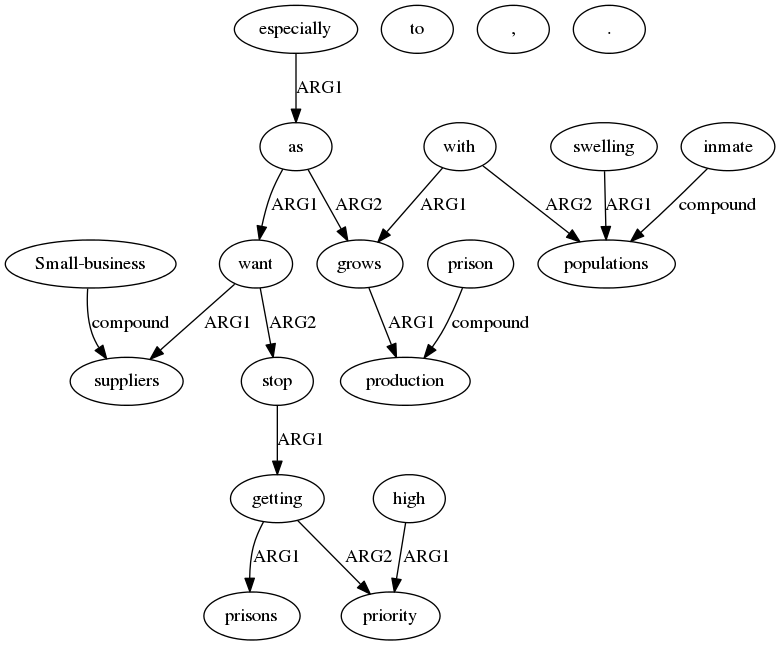 especially to , .
ARG1
as with swelling inmate
ARG1 ARG2 ARG1 ARG2 ARG1 compound
Small-business want grows prison populations
compound ARG1 ARG2 ARG1 compound
suppliers stop production
ARG1
getting high
ARG1 ARG2 ARG1
prisons priority